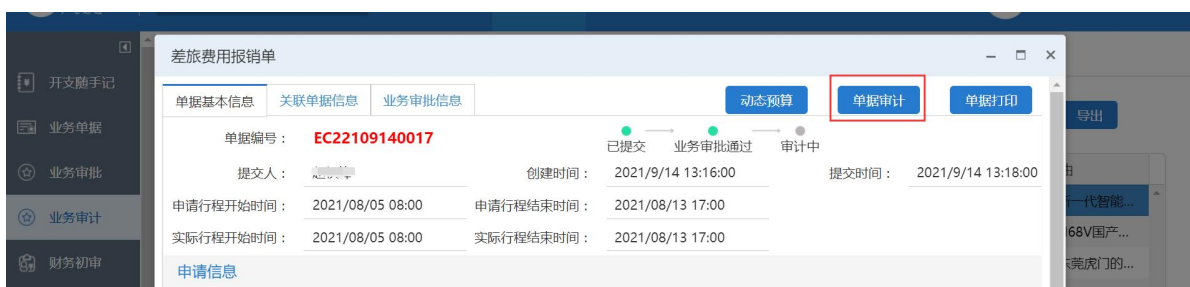 差旅费用报销单
开支随手记
业务单据
业务审批
业务审计
财务初审
单据基本信息 关联单据信息 业务审批信息
动态预算 单据审计 单据打印
导出
单据编号： EC22109140017
已提交 业务审批通过 审计中
提交人：
创建时间： 2021/9/14 13:16:00
提交时间： 2021/9/14 13:18:00
申请行程开始时间： 2021/08/05 08:00 申请行程结束时间： 2021/08/13 17:00
实际行程开始时间： 2021/08/05 08:00 实际行程结束时间： 2021/08/13 17:00
申请信息
一代智能...
68V国产...
莞虎门的...